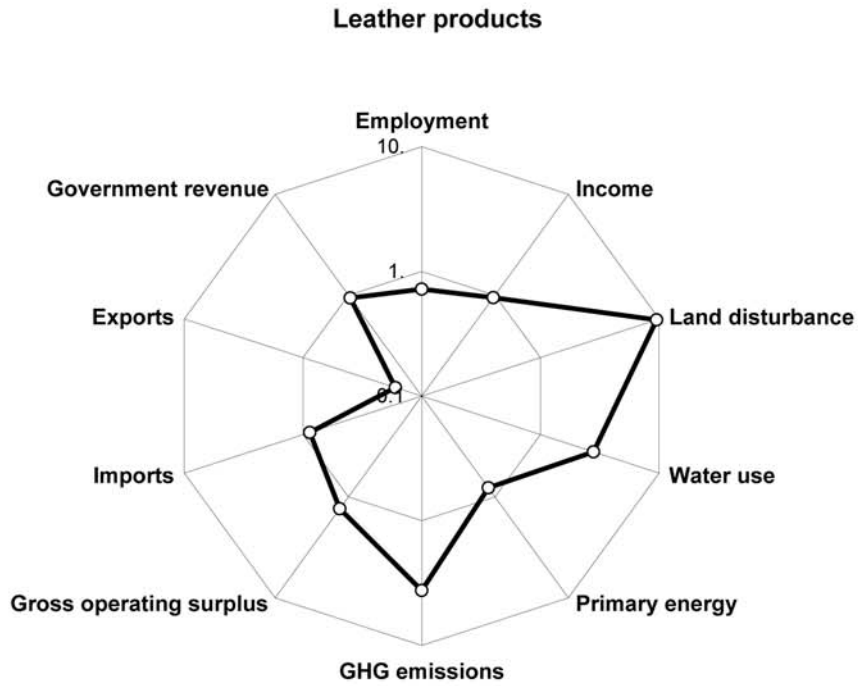 Leather products
Employment
10.
Government revenue
Income
1.
Exports
Land disturbance
0.1
Imports
Water use
Gross operating surplus
Primary energy
GHG emissions